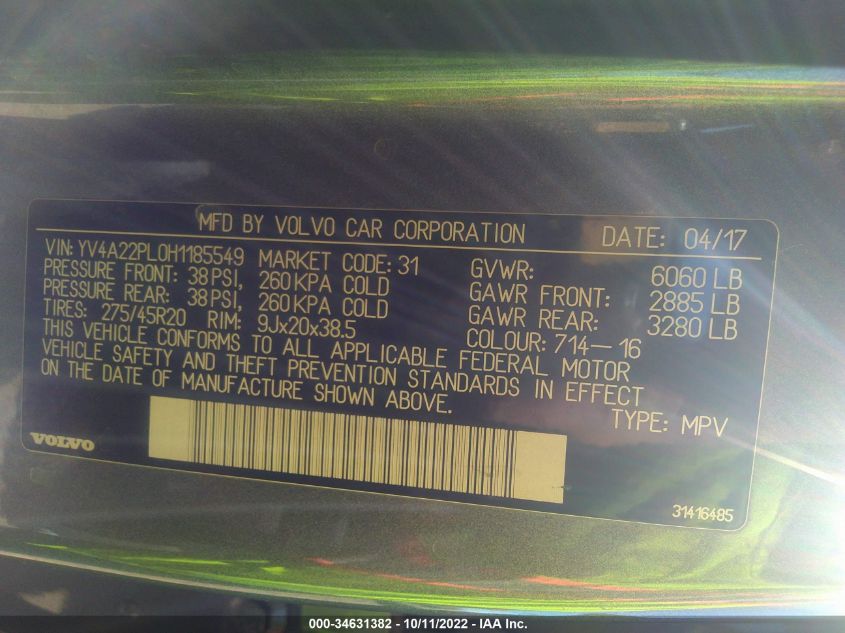 MFD BY VOLVO CAR CORPORATION DATE: 04/17
VIN: YV4A22PL0H1185549 MARKET CODE: 31 GVWR: 6060 LB
PRESSURE FRONT: 38 PSI, 260 KPA COLD GAWR FRONT: 2885 LB
PRESSURE REAR: 38 PSI, 260 KPA COLD GAWR REAR: 3280 LB
TIRES: 275/45R20 RIM: 9Jx20x38.5 COLOUR: 714—16
THIS VEHICLE CONFORMS TO ALL APPLICABLE FEDERAL MOTOR
VEHICLE SAFETY AND THEFT PREVENTION STANDARDS IN EFFECT
ON THE DATE OF MANUFACTURE SHOWN ABOVE.
TYPE: MPV
VOLVO
31416485
000-34631382 - 10/11/2022 - IAA Inc.